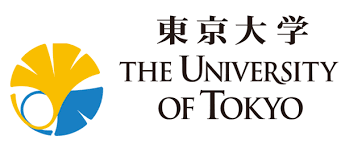 東京大学
THE UNIVERSITY
OF TOKYO